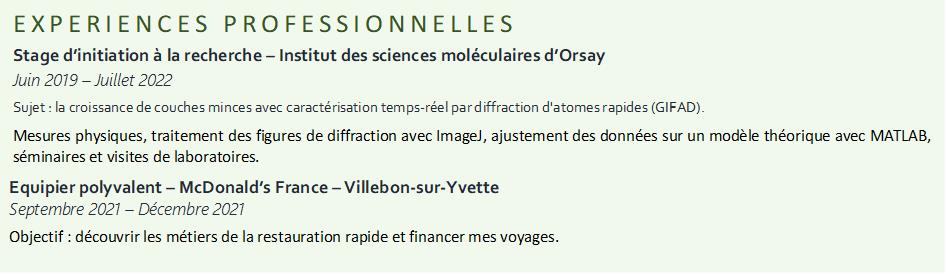 EXPERIENCES PROFESSIONNELLES
Stage d’initiation à la recherche – Institut des sciences moléculaires d’Orsay
Juin 2019 – Juillet 2022
Sujet : la croissance de couches minces avec caractérisation temps-réel par diffraction d'atomes rapides (GIFAD).
Mesures physiques, traitement des figures de diffraction avec ImageJ, ajustement des données sur un modèle théorique avec MATLAB,
séminaires et visites de laboratoires.
Equipier polyvalent – McDonald’s France – Villebon-sur-Yvette
Septembre 2021 – Décembre 2021
Objectif : découvrir les métiers de la restauration rapide et financer mes voyages.